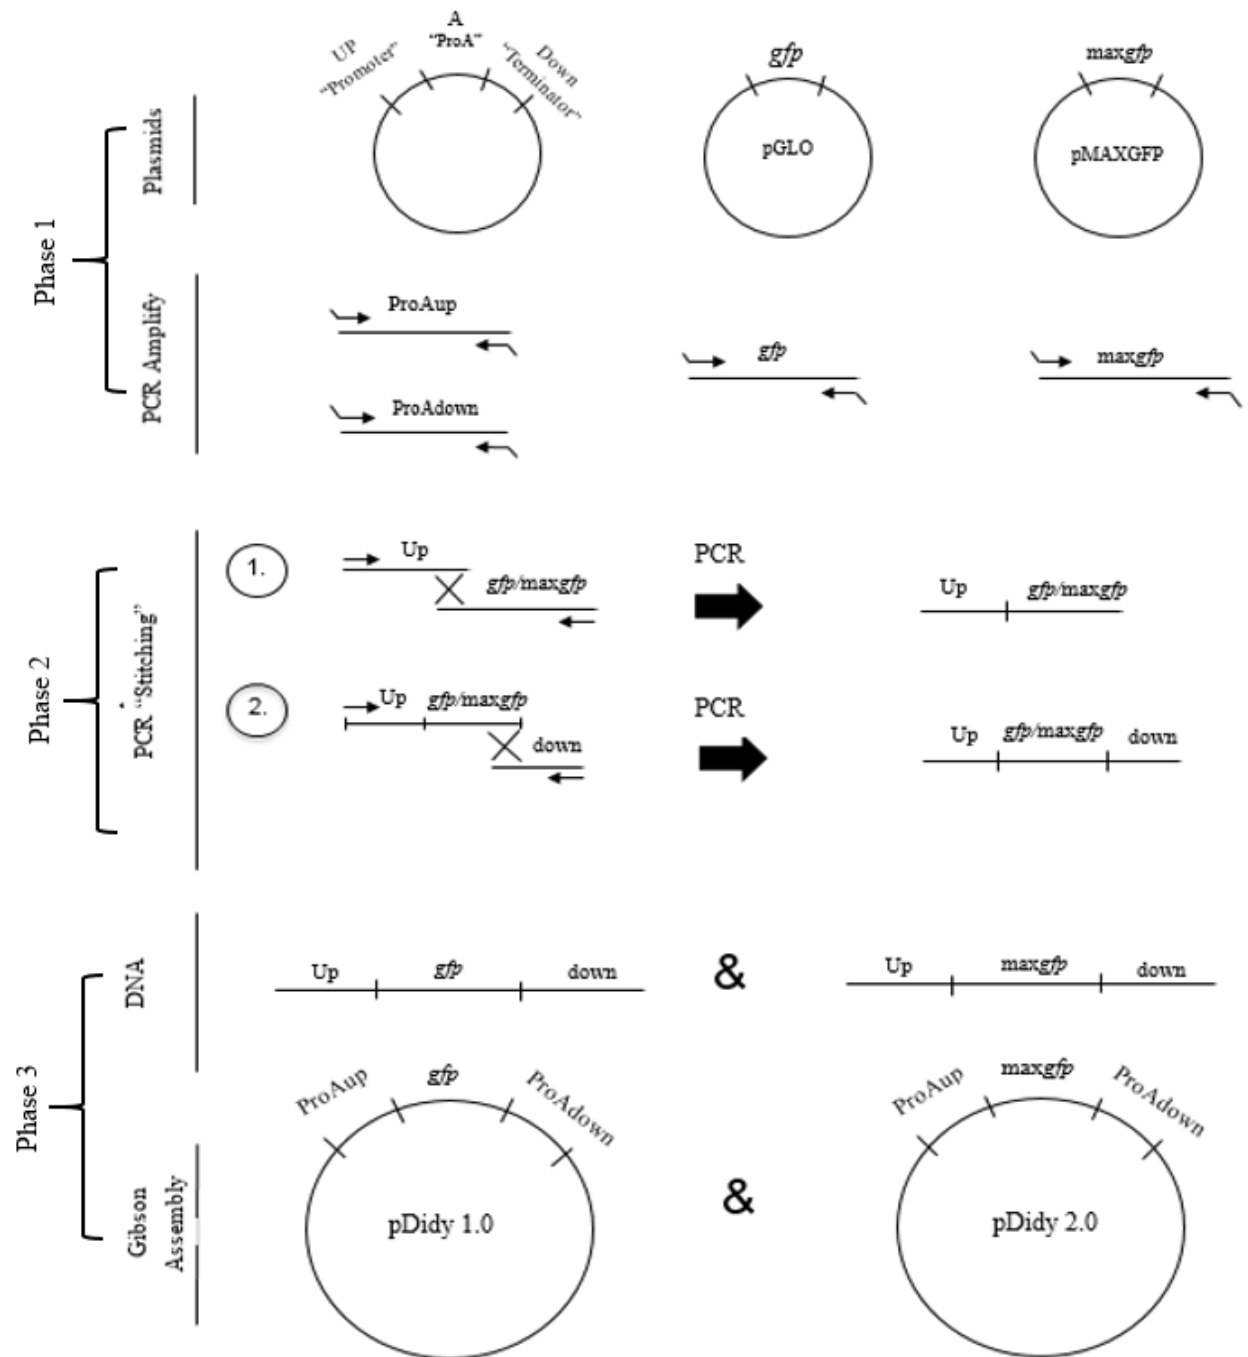 Phase 1
Plasmids
UP
"Promoter"
A
"ProA"
Down
"Terminator"
gfp
pGLO
maxgfp
pMAXGFP
PCR Amplify
ProAup
ProAdown
gfp
maxgfp
Phase 2
PCR "Stitching"
1.
Up
gfp/maxgfp
PCR
Up
gfp/maxgfp
2.
Up
gfp/maxgfp
down
PCR
Up
gfp/maxgfp
down
Phase 3
DNA
Up
gfp
down
&
Up
maxgfp
down
Gibson
Assembly
ProAup
gfp
ProAdown
pDidy 1.0
&
ProAup
maxgfp
ProAdown
pDidy 2.0